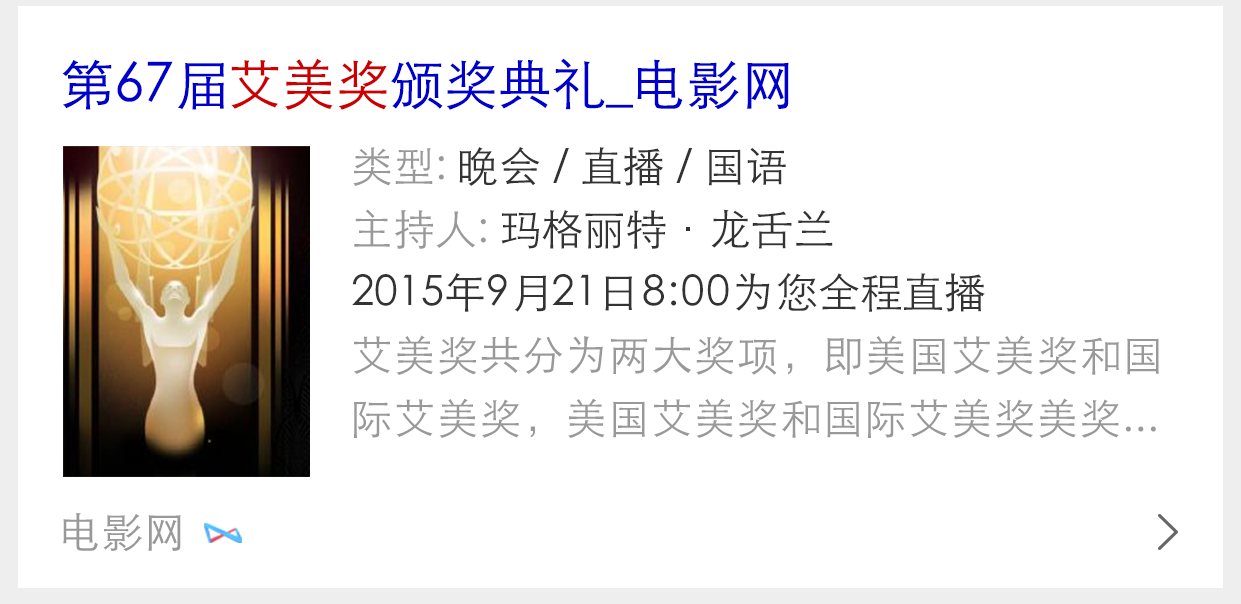 第67届艾美奖颁奖典礼_电影网
类型: 晚会 / 直播 / 国语
主持人: 玛格丽特 · 龙舌兰
2015年9月21日8:00为您全程直播
艾美奖共分为两大奖项，即美国艾美奖和国
际艾美奖，美国艾美奖和国际艾美奖美奖...
电影网